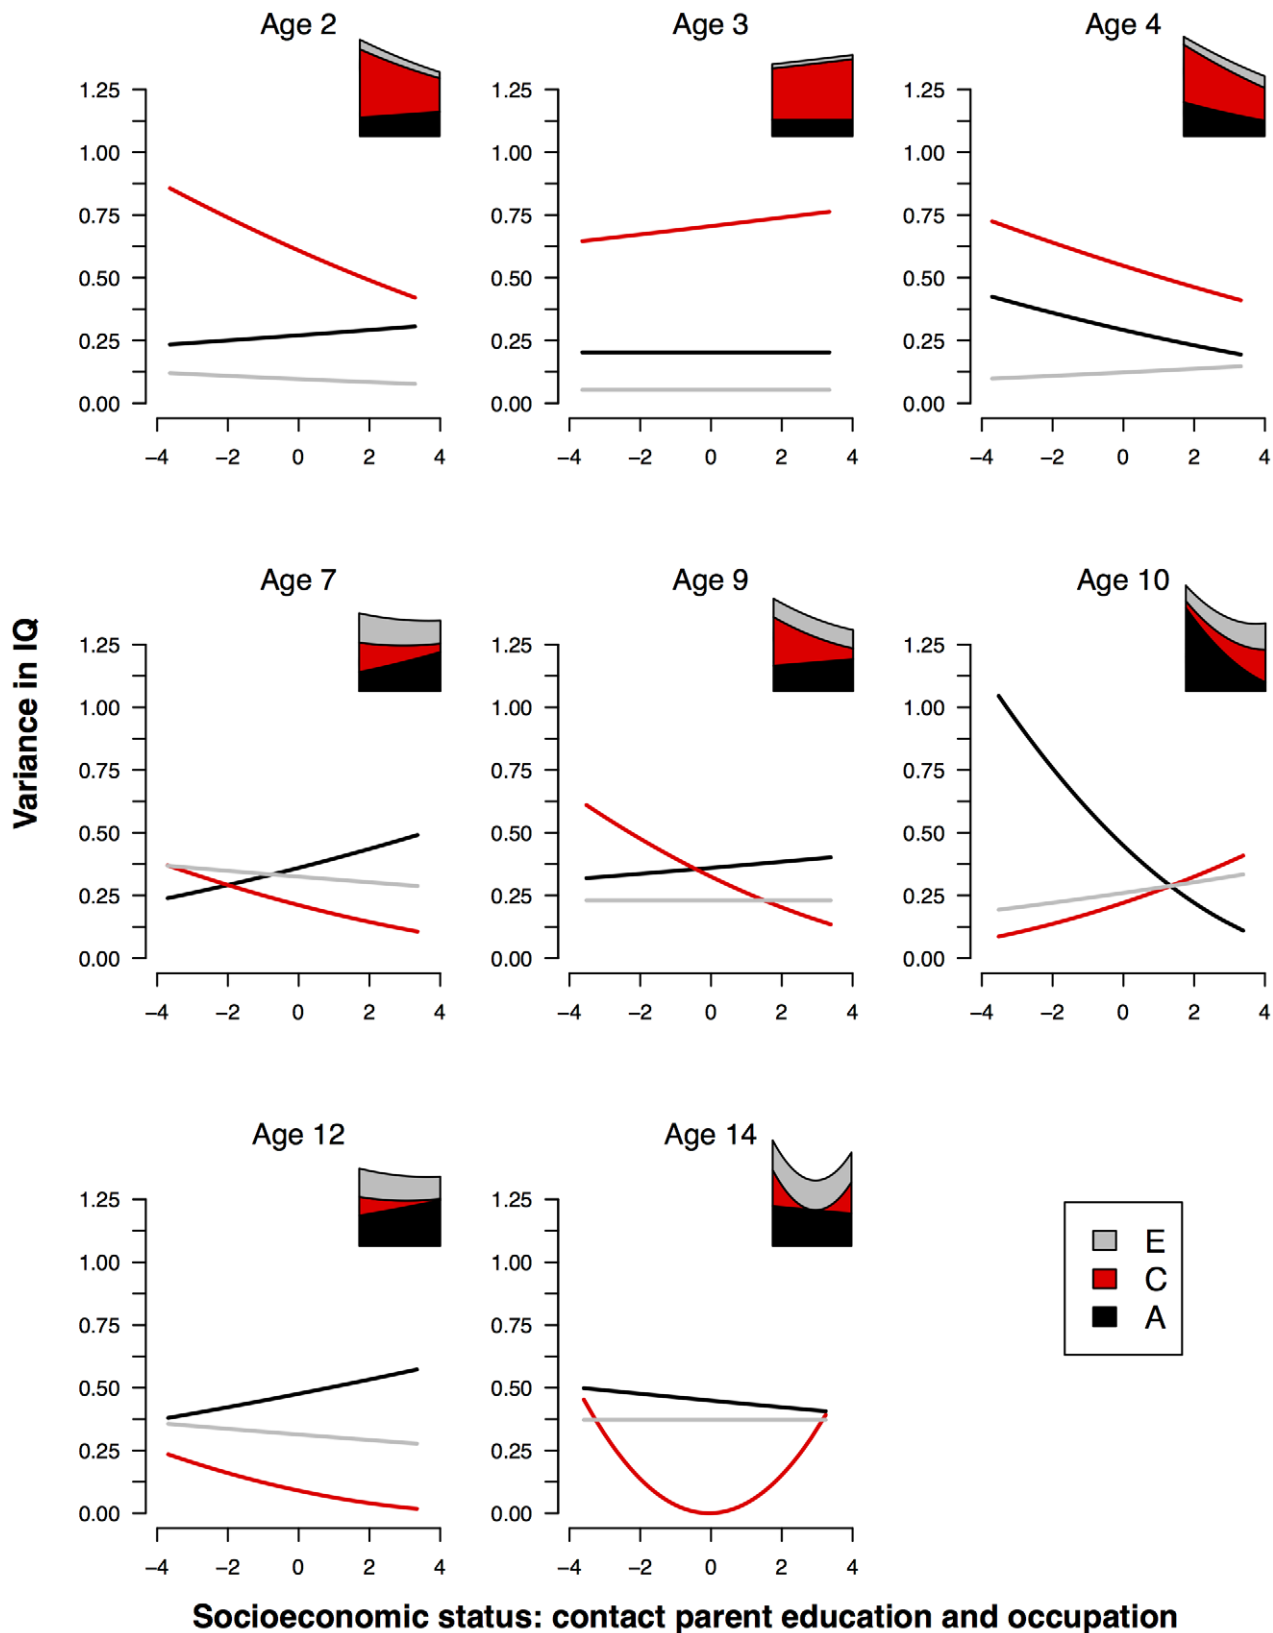 Age 2
1.25
1.00
0.75
0.50
0.25
0.00
−4 −2 0 2 4
Age 3
1.25
1.00
0.75
0.50
0.25
0.00
−4 −2 0 2 4
Age 4
1.25
1.00
0.75
0.50
0.25
0.00
−4 −2 0 2 4
Variance in IQ
Age 7
1.25
1.00
0.75
0.50
0.25
0.00
−4 −2 0 2 4
Age 9
1.25
1.00
0.75
0.50
0.25
0.00
−4 −2 0 2 4
Age 10
1.25
1.00
0.75
0.50
0.25
0.00
−4 −2 0 2 4
Age 12
1.25
1.00
0.75
0.50
0.25
0.00
−4 −2 0 2 4
Age 14
1.25
1.00
0.75
0.50
0.25
0.00
−4 −2 0 2 4
E
C
A
Socioeconomic status: contact parent education and occupation